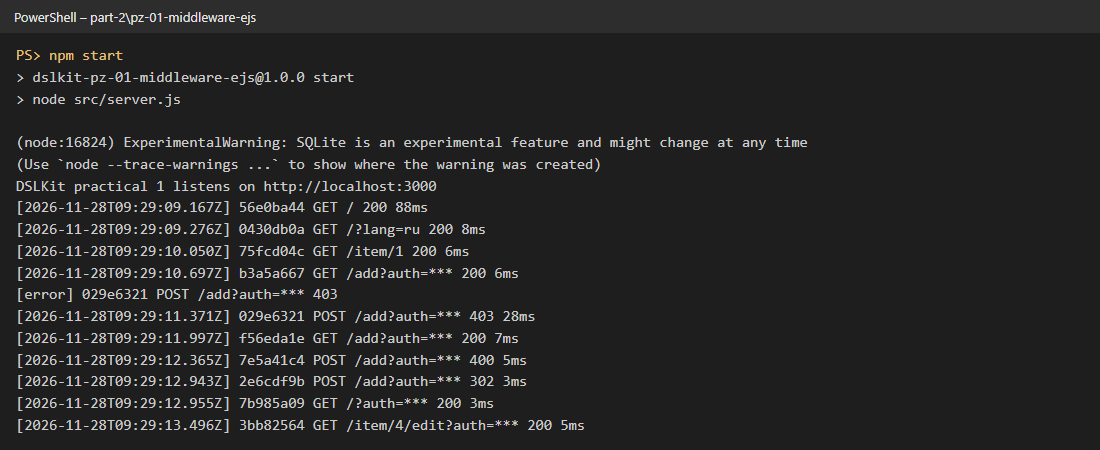 PowerShell – part-2\pz-01-middleware-ejs
PS> npm start
> dslkit-pz-01-middleware-ejs@1.0.0 start
> node src/server.js
(node:16824) ExperimentalWarning: SQLite is an experimental feature and might change at any time
(Use `node --trace-warnings ...` to show where the warning was created)
DSLKit practical 1 listens on http://localhost:3000
[2026-11-28T09:29:09.167Z] 56e0ba44 GET / 200 88ms
[2026-11-28T09:29:09.276Z] 0430db0a GET /?lang=ru 200 8ms
[2026-11-28T09:29:10.050Z] 75fcd04c GET /item/1 200 6ms
[2026-11-28T09:29:10.697Z] b3a5a667 GET /add?auth=*** 200 6ms
[error] 029e6321 POST /add?auth=*** 403
[2026-11-28T09:29:11.371Z] 029e6321 POST /add?auth=*** 403 28ms
[2026-11-28T09:29:11.997Z] f56eda1e GET /add?auth=*** 200 7ms
[2026-11-28T09:29:12.365Z] 7e5a41c4 POST /add?auth=*** 400 5ms
[2026-11-28T09:29:12.943Z] 2e6cdf9b POST /add?auth=*** 302 3ms
[2026-11-28T09:29:12.955Z] 7b985a09 GET /?auth=*** 200 3ms
[2026-11-28T09:29:13.496Z] 3bb82564 GET /item/4/edit?auth=*** 200 5ms